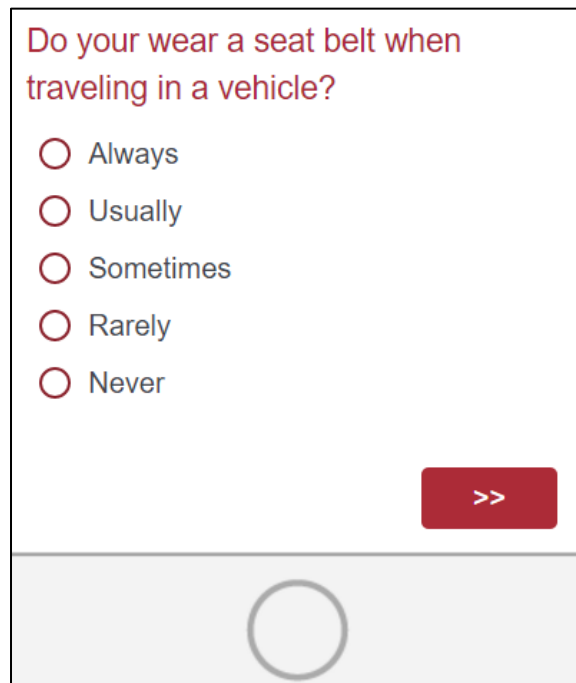 Do your wear a seat belt when
traveling in a vehicle?
Always
Usually
Sometimes
Rarely
Never
>>